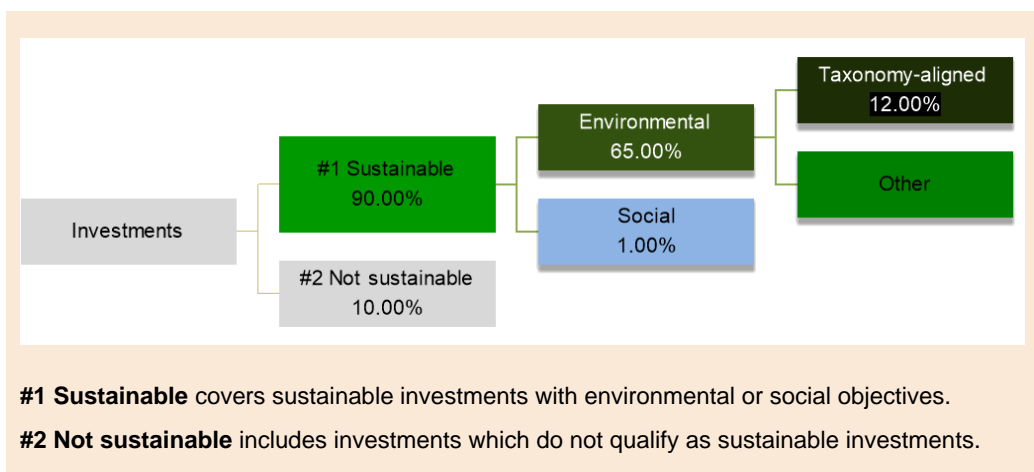 Taxonomy-aligned
12.00%
Environmental
65.00%
#1 Sustainable
90.00%
Other
Investments
Social
1.00%
#2 Not sustainable
10.00%
#1 Sustainable covers sustainable investments with environmental or social objectives.
#2 Not sustainable includes investments which do not qualify as sustainable investments.